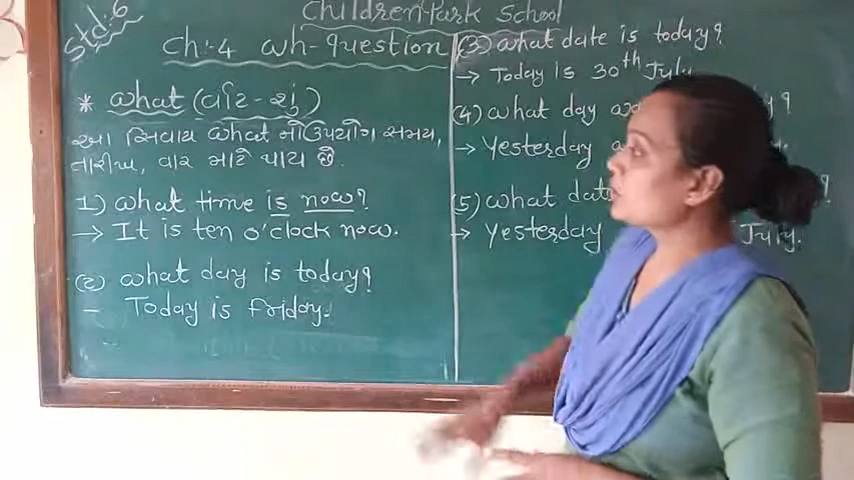 Std:6
Children Park School
Ch:-4 wh-question
* what (વોટ - શું)
આ સિવાય what નો ઉપયોગ સમય,
તારીખ, વાર માટે થાય છે.
1) what time is now?
→ It is ten o'clock now.
(2) what day is today?
- Today is friday.
(3) what date is today?
→ Today is 30th July.
(4) what day ?
→ Yesterday
(5) what date ?
→ Yesterday July.